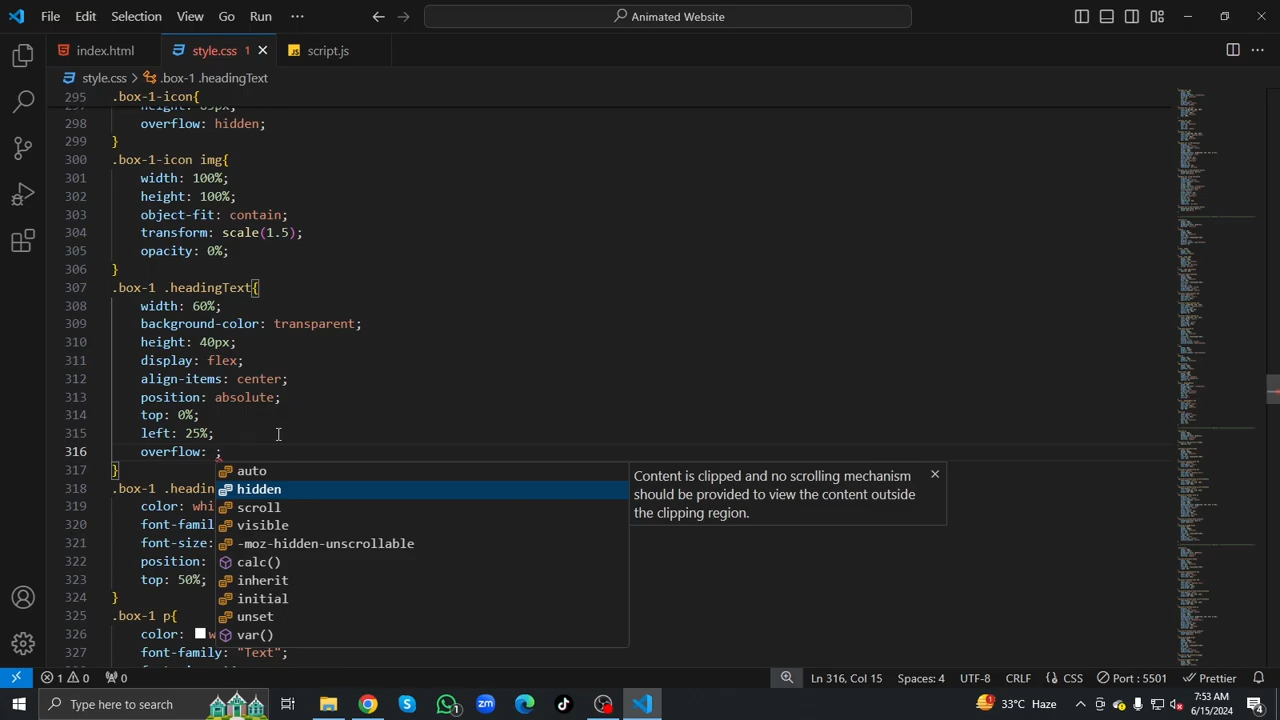 File Edit Selection View Go Run ··· Animated Website
index.html style.css 1 script.js
style.css > .box-1 .headingText
295 .box-1-icon{
298 overflow: hidden;
299 }
300 .box-1-icon img{
301 width: 100%;
302 height: 100%;
303 object-fit: contain;
304 transform: scale(1.5);
305 opacity: 0%;
306 }
307 .box-1 .headingText{
308 width: 60%;
309 background-color: transparent;
310 height: 40px;
311 display: flex;
312 align-items: center;
313 position: absolute;
314 top: 0%;
315 left: 25%;
316 overflow: ;
317 }
auto
hidden
scroll
visible
-moz-hidden-unscrollable
calc()
inherit
initial
unset
var()
Content is clipped and no scrolling mechanism
should be provided to view the content outside
the clipping region.
318 .box-1 .headin
319 color: whi
320 font-famil
321 font-size:
322 position:
323 top: 50%;
324 }
325 .box-1 p{
326 color: w
327 font-family: "Text";
1 0 0 Ln 316, Col 15 Spaces: 4 UTF-8 CRLF CSS Port : 5501 Prettier
Type here to search 1 33°C Haze 7:53 AM
6/15/2024